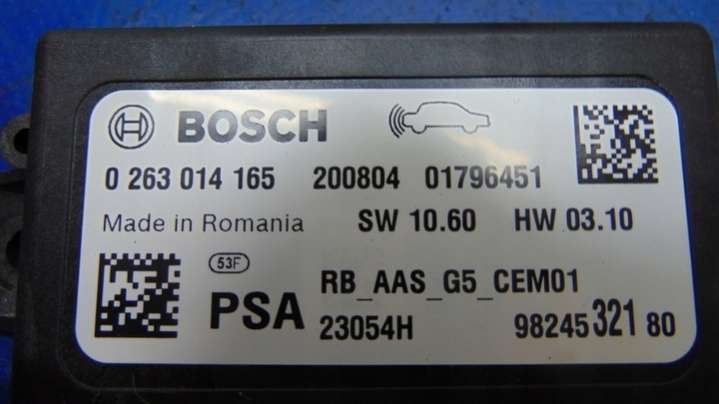 BOSCH
0 263 014 165 200804 01796451
Made in Romania SW 10.60 HW 03.10
53F
PSA RB_AAS_G5_CEM01
23054H 98245 321 80